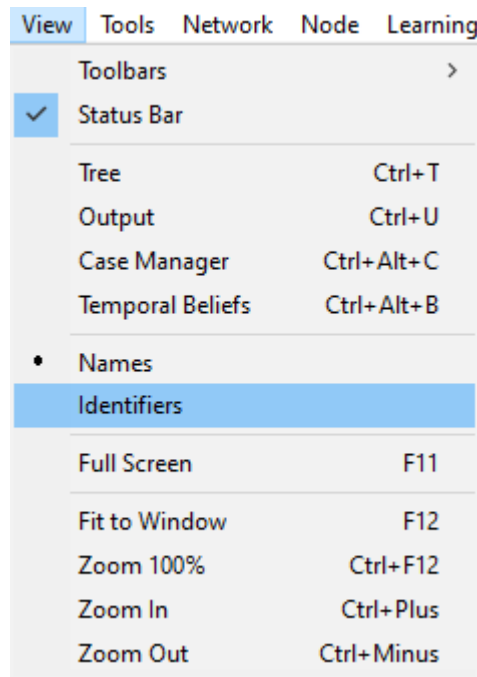 View Tools Network Node Learning
Toolbars >
Status Bar
Tree Ctrl+T
Output Ctrl+U
Case Manager Ctrl+Alt+C
Temporal Beliefs Ctrl+Alt+B
Names
Identifiers
Full Screen F11
Fit to Window F12
Zoom 100% Ctrl+F12
Zoom In Ctrl+Plus
Zoom Out Ctrl+Minus